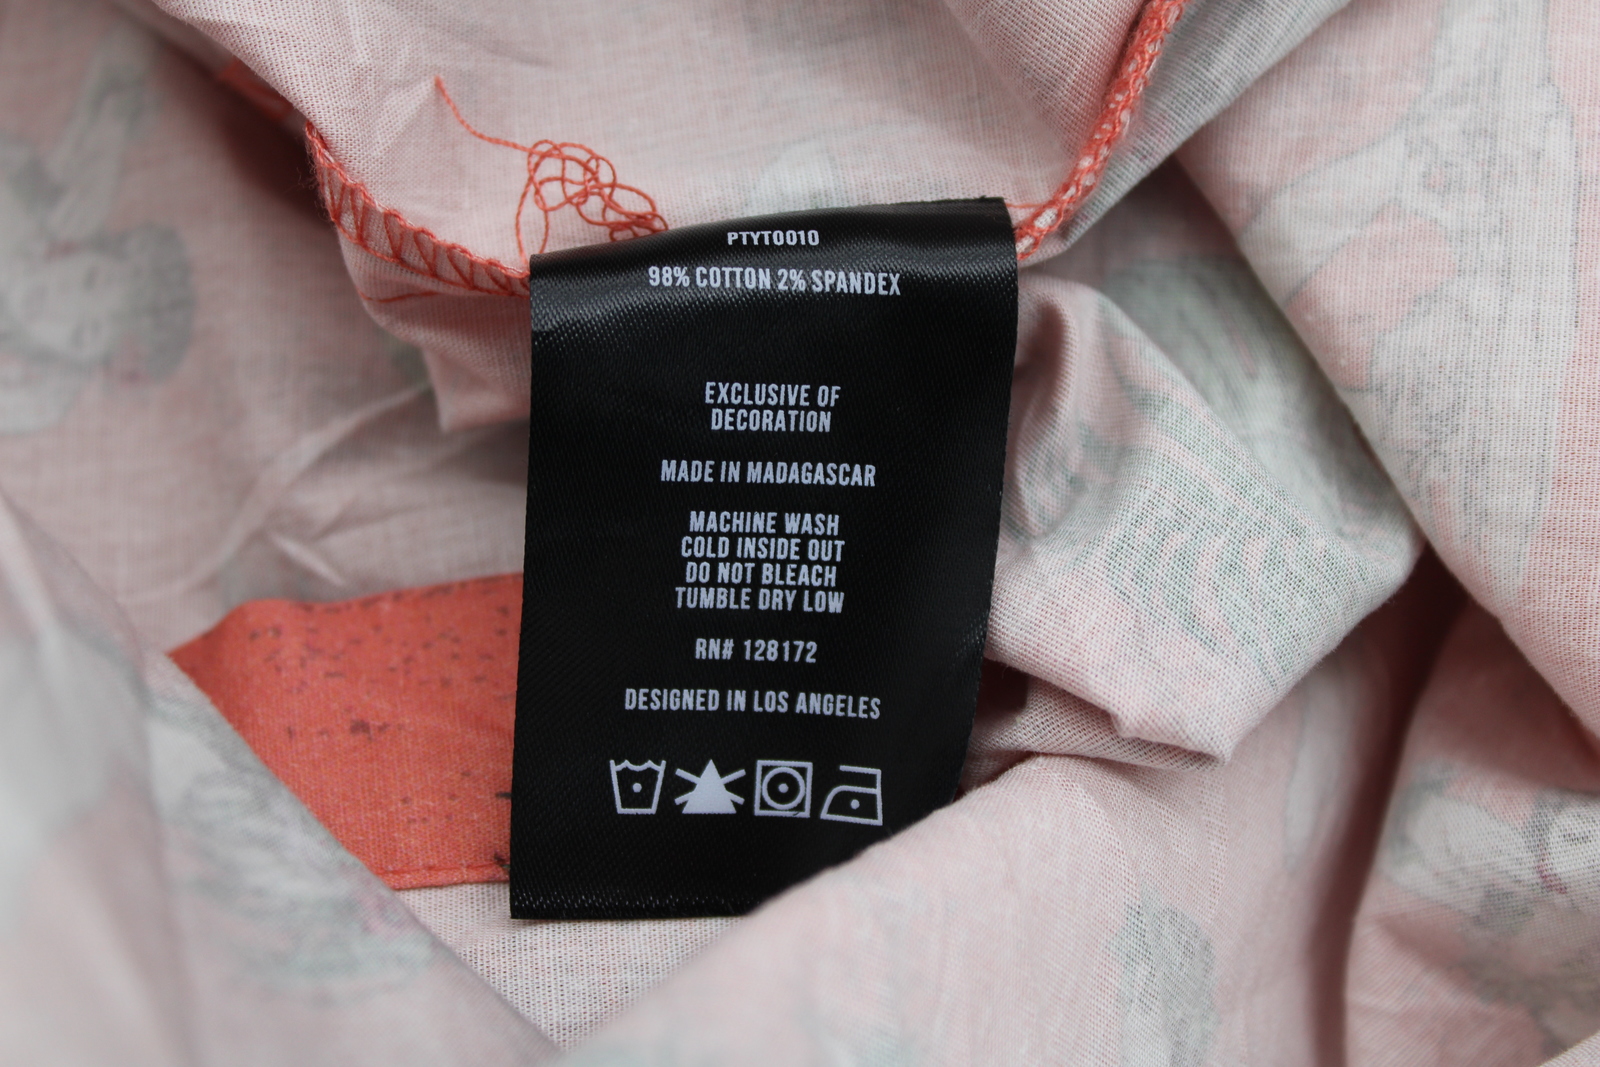 PTYT0010
98% COTTON 2% SPANDEX
EXCLUSIVE OF
DECORATION
MADE IN MADAGASCAR
MACHINE WASH
COLD INSIDE OUT
DO NOT BLEACH
TUMBLE DRY LOW
RN# 128172
DESIGNED IN LOS ANGELES